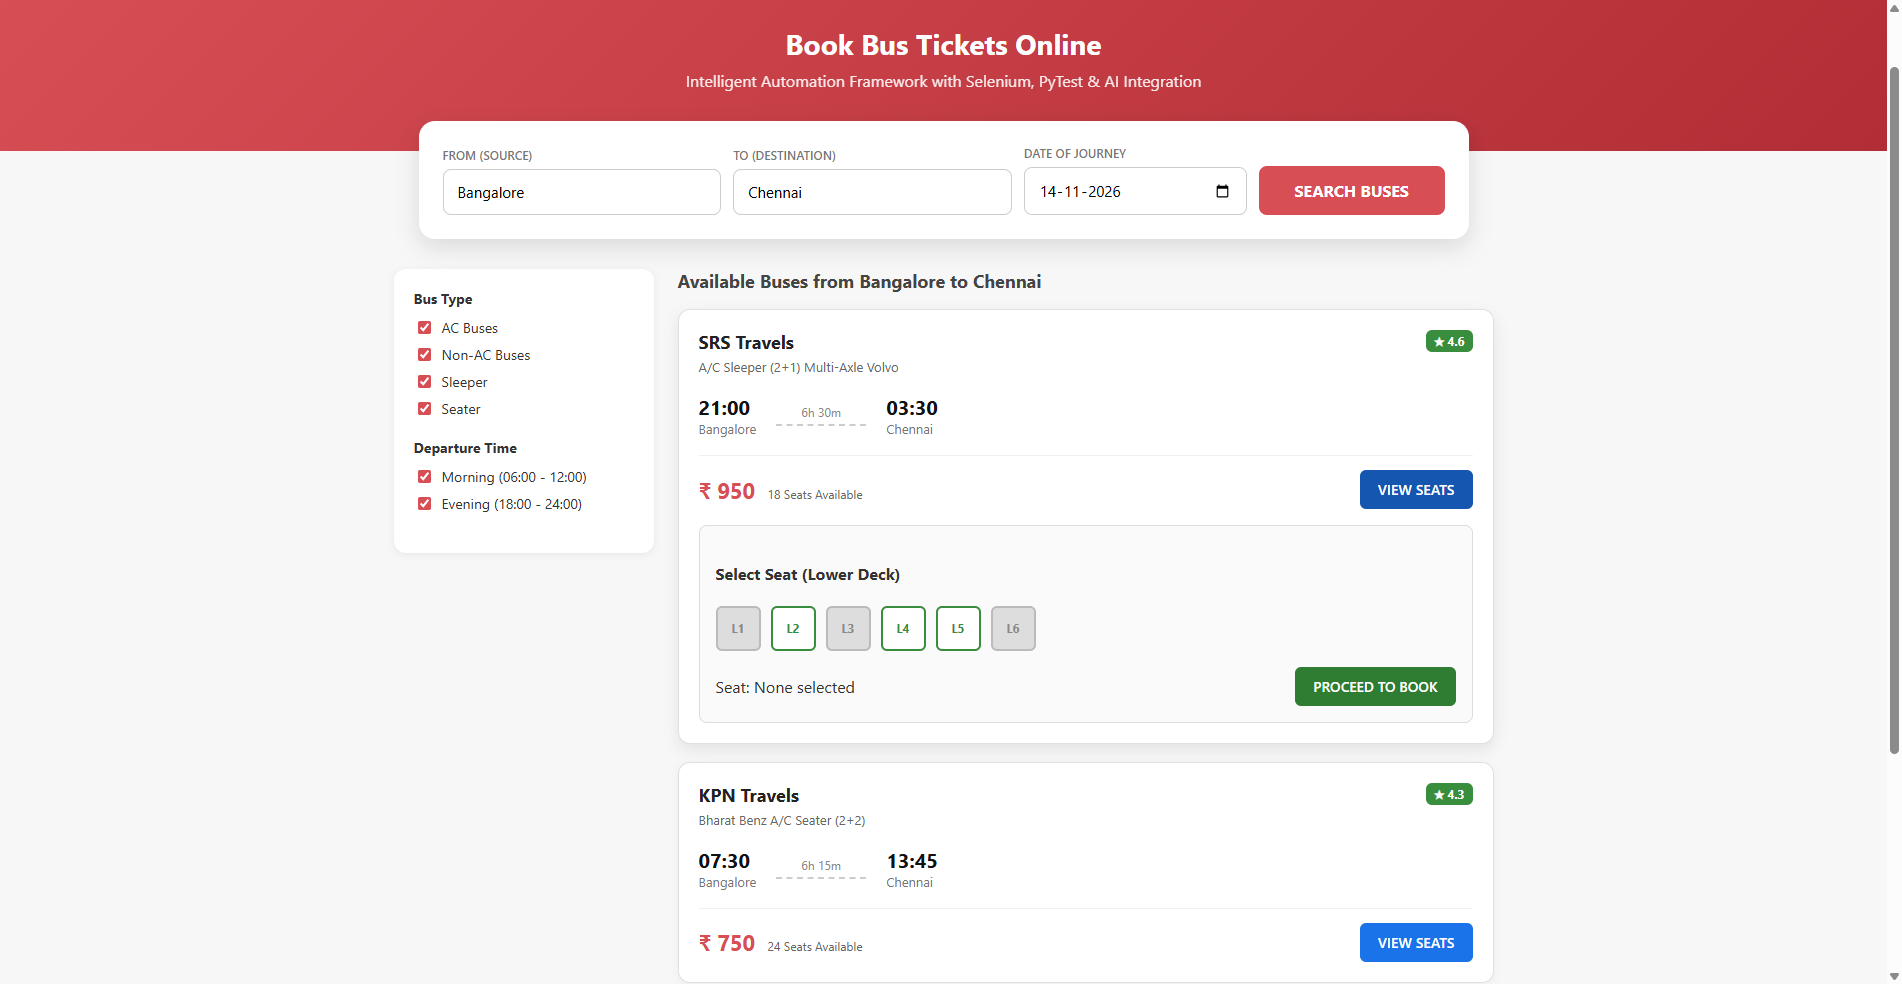 Book Bus Tickets Online
Intelligent Automation Framework with Selenium, PyTest & AI Integration
FROM (SOURCE)
Bangalore
TO (DESTINATION)
Chennai
DATE OF JOURNEY
14-11-2026
SEARCH BUSES
Bus Type
AC Buses
Non-AC Buses
Sleeper
Seater
Departure Time
Morning (06:00 - 12:00)
Evening (18:00 - 24:00)
Available Buses from Bangalore to Chennai
SRS Travels
★ 4.6
A/C Sleeper (2+1) Multi-Axle Volvo
21:00
Bangalore
6h 30m
03:30
Chennai
₹ 950
18 Seats Available
VIEW SEATS
Select Seat (Lower Deck)
L1
L2
L3
L4
L5
L6
Seat: None selected
PROCEED TO BOOK
KPN Travels
★ 4.3
Bharat Benz A/C Seater (2+2)
07:30
Bangalore
6h 15m
13:45
Chennai
₹ 750
24 Seats Available
VIEW SEATS